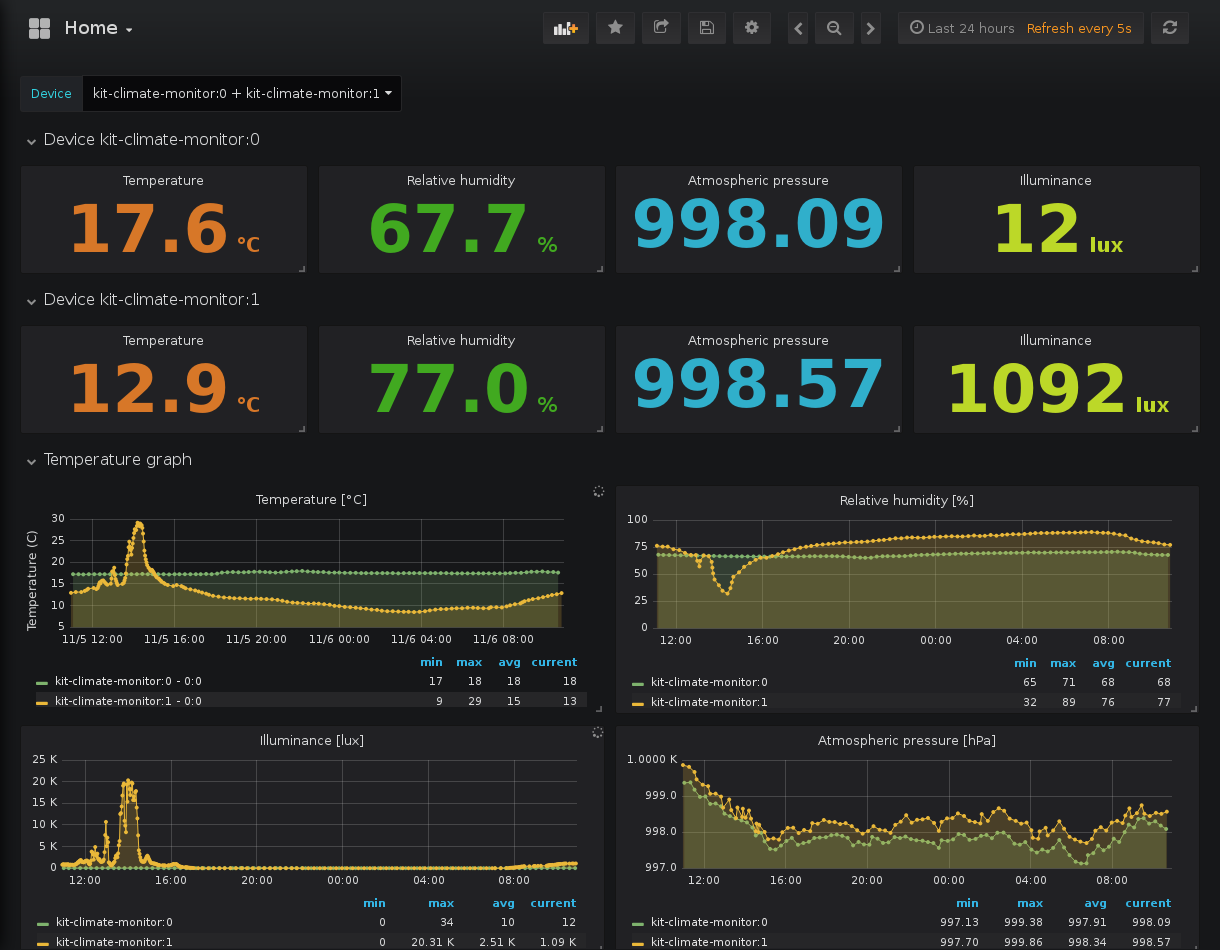 Home
Last 24 hours Refresh every 5s
Device kit-climate-monitor:0 + kit-climate-monitor:1
Device kit-climate-monitor:0
Temperature Relative humidity Atmospheric pressure Illuminance
17.6 °C 67.7 % 998.09 12 lux
Device kit-climate-monitor:1
Temperature Relative humidity Atmospheric pressure Illuminance
12.9 °C 77.0 % 998.57 1092 lux
Temperature graph
Temperature [°C]
Temperature (C)
30
25
20
15
10
5
11/5 12:00 11/5 16:00 11/5 20:00 11/6 00:00 11/6 04:00 11/6 08:00
min max avg current
kit-climate-monitor:0 - 0:0 17 18 18 18
kit-climate-monitor:1 - 0:0 9 29 15 13
Relative humidity [%]
100
75
50
25
0
12:00 16:00 20:00 00:00 04:00 08:00
min max avg current
kit-climate-monitor:0 65 71 68 68
kit-climate-monitor:1 32 89 76 77
Illuminance [lux]
25 K
20 K
15 K
10 K
5 K
0
12:00 16:00 20:00 00:00 04:00 08:00
min max avg current
kit-climate-monitor:0 0 34 10 12
kit-climate-monitor:1 0 20.31 K 2.51 K 1.09 K
Atmospheric pressure [hPa]
1.0000 K
999.0
998.0
997.0
12:00 16:00 20:00 00:00 04:00 08:00
min max avg current
kit-climate-monitor:0 997.13 999.38 997.91 998.09
kit-climate-monitor:1 997.70 999.86 998.34 998.57